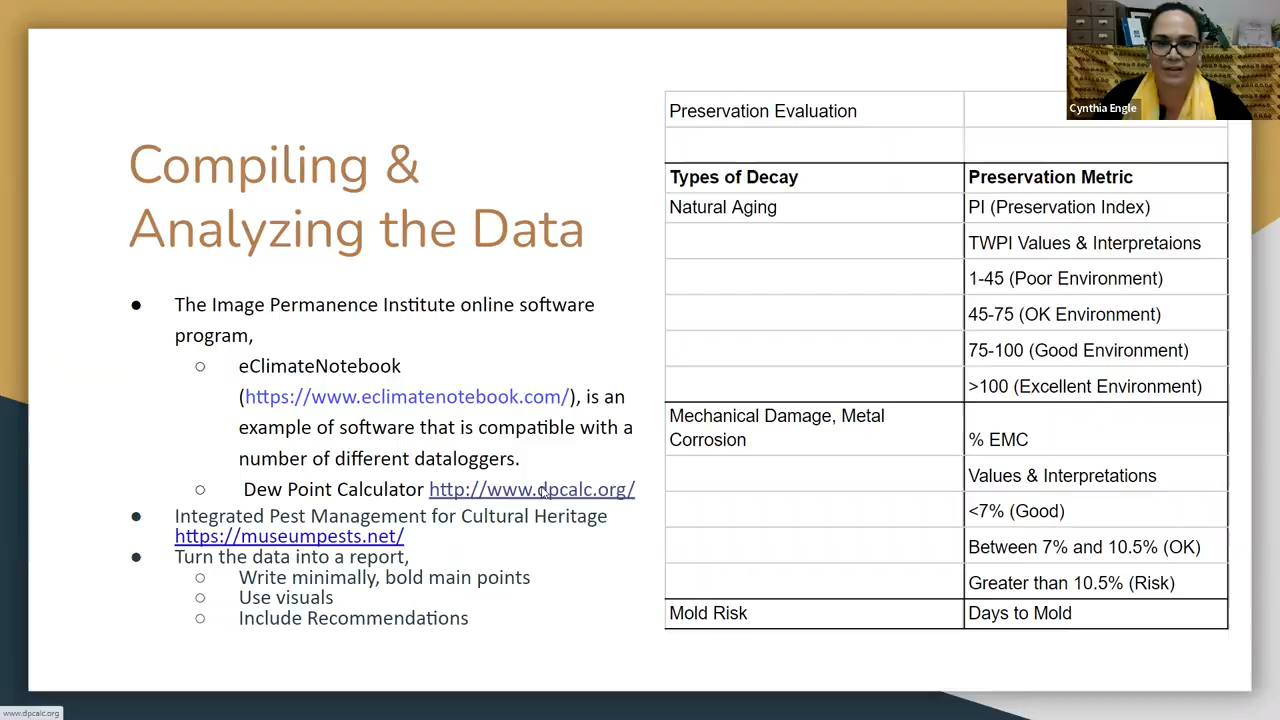 Compiling &
Analyzing the Data
● The Image Permanence Institute online software
program,
○ eClimateNotebook
(https://www.eclimatenotebook.com/), is an
example of software that is compatible with a
number of different dataloggers.
○ Dew Point Calculator http://www.dpcalc.org/
● Integrated Pest Management for Cultural Heritage
https://museumpests.net/
● Turn the data into a report,
○ Write minimally, bold main points
○ Use visuals
○ Include Recommendations
Preservation Evaluation
Types of Decay Preservation Metric
Natural Aging PI (Preservation Index)
TWPI Values & Interpretaions
1-45 (Poor Environment)
45-75 (OK Environment)
75-100 (Good Environment)
>100 (Excellent Environment)
Mechanical Damage, Metal
Corrosion % EMC
Values & Interpretations
<7% (Good)
Between 7% and 10.5% (OK)
Greater than 10.5% (Risk)
Mold Risk Days to Mold
Cynthia Engle
www.dpcalc.org